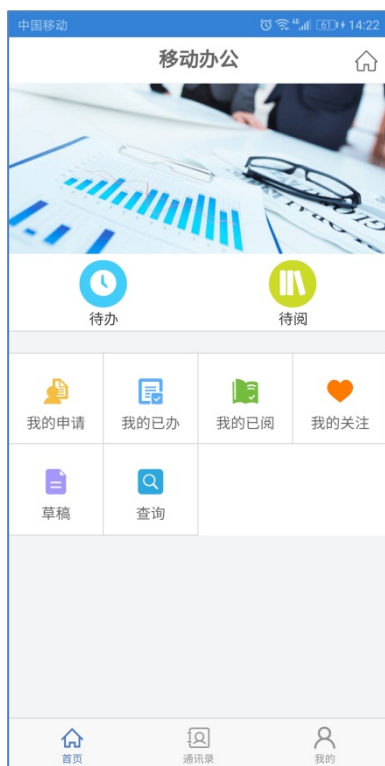 中国移动 61 14:22
移动办公
待办 待阅
我的申请 我的已办 我的已阅 我的关注
草稿 查询
首页 通讯录 我的